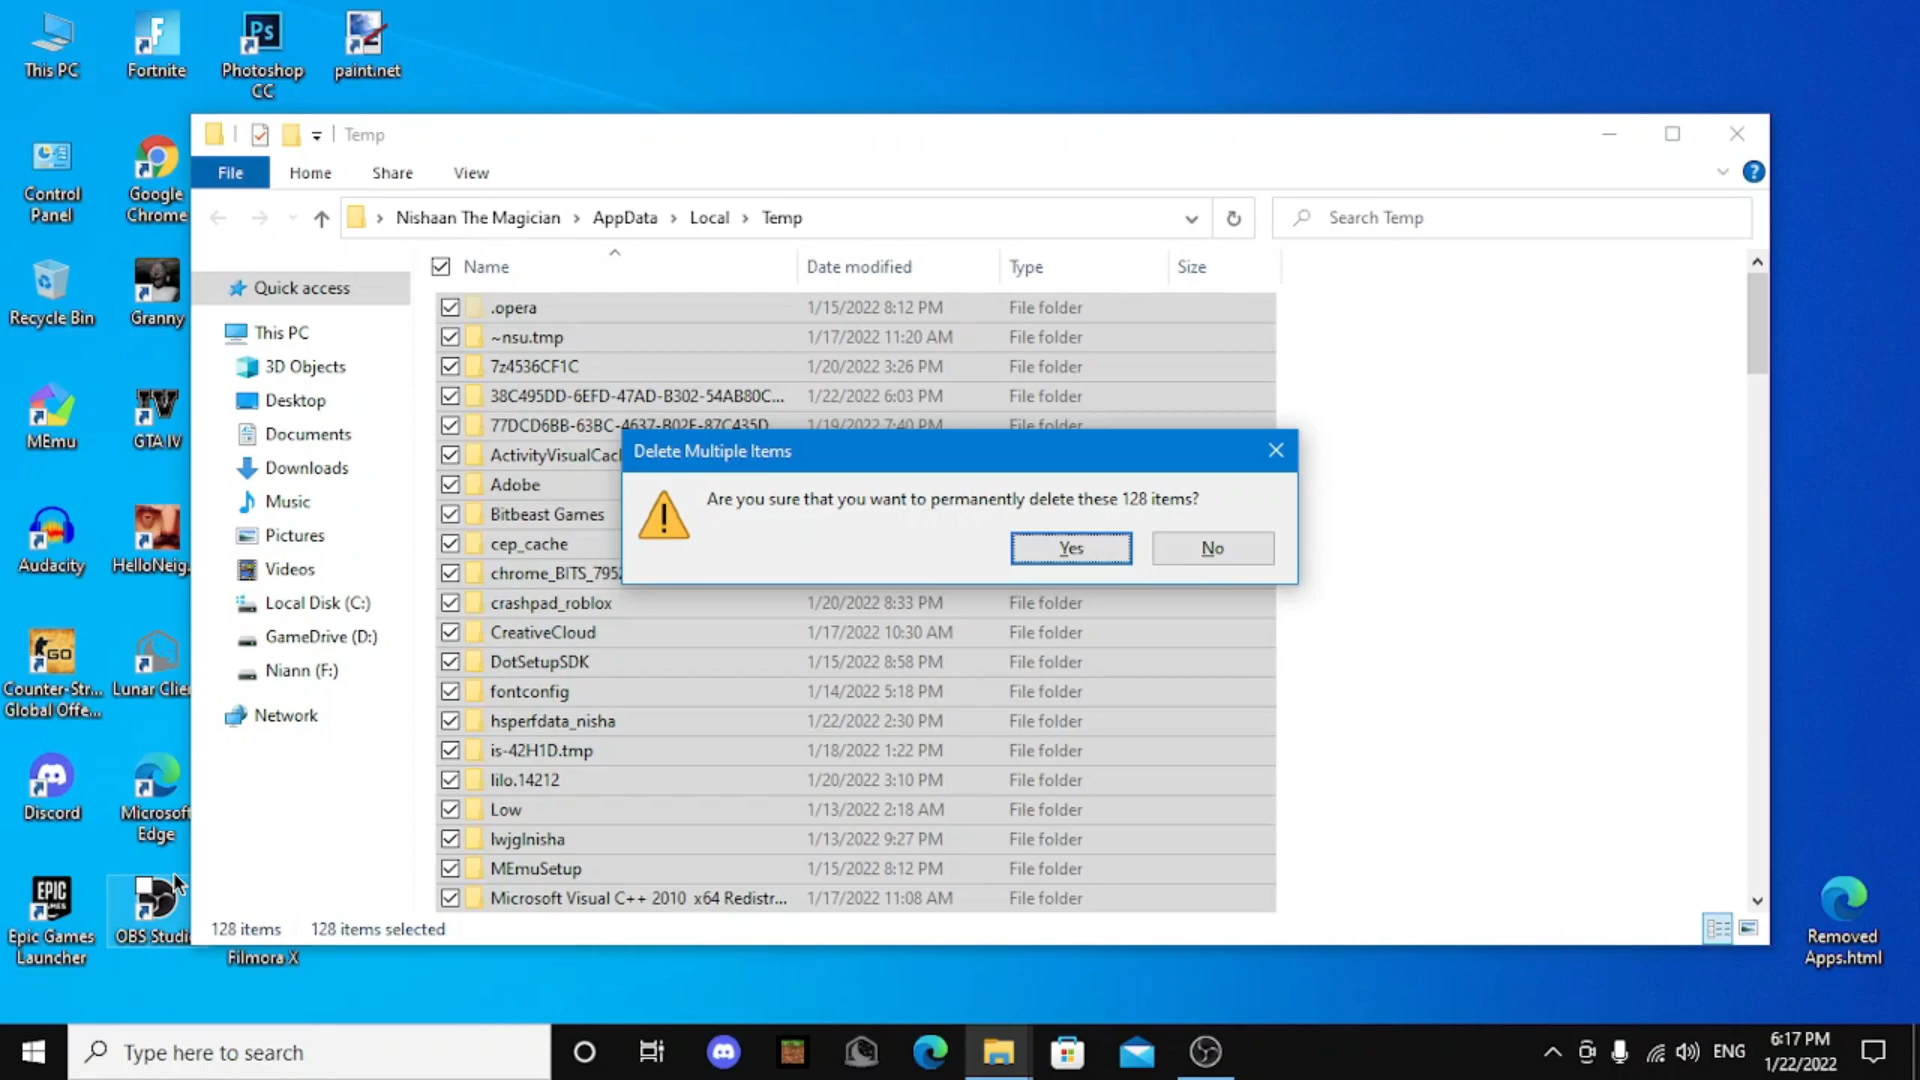 This PC
Fortnite
Photoshop
CC
paint.net
Temp
File
Home
Share
View
Nishaan The Magician
AppData
Local
Temp
Search Temp
Control
Panel
Google
Chrome
Recycle Bin
Granny
MEmu
GTA IV
Audacity
HelloNeig...
Counter-Str...
Global Offe...
Lunar Clie
Discord
Microsoft
Edge
Epic Games
Launcher
OBS Studi
Filmora X
Removed
Apps.html
Quick access
This PC
3D Objects
Desktop
Documents
Downloads
Music
Pictures
Videos
Local Disk (C:)
GameDrive (D:)
Niann (F:)
Network
Name Date modified Type Size
.opera 1/15/2022 8:12 PM File folder
~nsu.tmp 1/17/2022 11:20 AM File folder
7z4536CF1C 1/20/2022 3:26 PM File folder
38C495DD-6EFD-47AD-B302-54AB80C... 1/22/2022 6:03 PM File folder
77DCD6BB-63BC-4637-B02F-87C435D... 1/19/2022 7:40 PM File folder
ActivityVisualCacl
Adobe
Bitbeast Games
cep_cache
chrome_BITS_7952
crashpad_roblox 1/20/2022 8:33 PM File folder
CreativeCloud 1/17/2022 10:30 AM File folder
DotSetupSDK 1/15/2022 8:58 PM File folder
fontconfig 1/14/2022 5:18 PM File folder
hsperfdata_nisha 1/22/2022 2:30 PM File folder
is-42H1D.tmp 1/18/2022 1:22 PM File folder
lilo.14212 1/20/2022 3:10 PM File folder
Low 1/13/2022 2:18 AM File folder
lwjglnisha 1/13/2022 9:27 PM File folder
MEmuSetup 1/15/2022 8:12 PM File folder
Microsoft Visual C++ 2010 x64 Redistr... 1/17/2022 11:08 AM File folder
Delete Multiple Items
Are you sure that you want to permanently delete these 128 items?
Yes
No
128 items 128 items selected
Type here to search
ENG
6:17 PM
1/22/2022